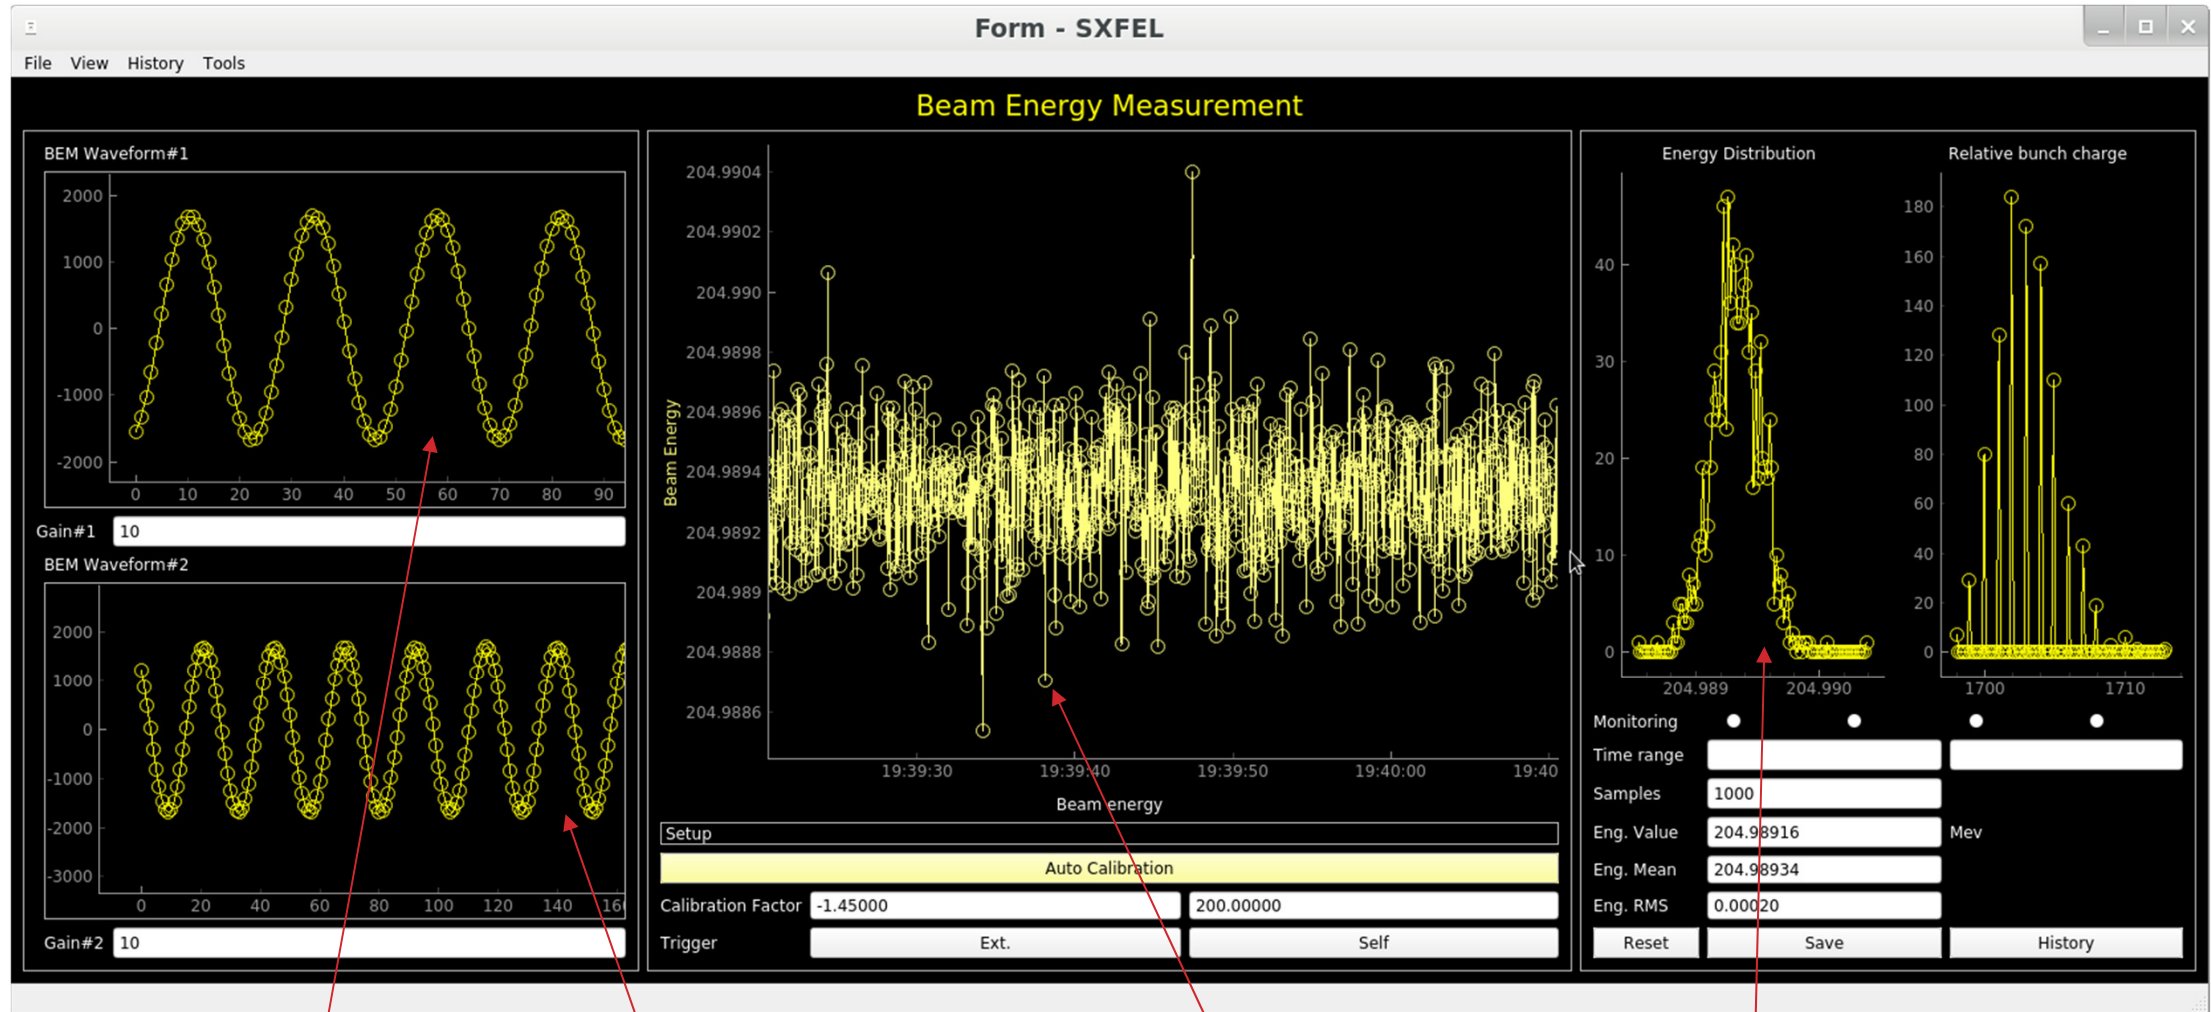 Form - SXFEL
File View History Tools
Beam Energy Measurement
BEM Waveform#1
2000
1000
0
-1000
-2000
0 10 20 30 40 50 60 70 80 90
Gain#1 10
BEM Waveform#2
2000
1000
0
-1000
-2000
-3000
0 20 40 60 80 100 120 140 16
Gain#2 10
204.9904
204.9902
204.990
204.9898
204.9896
204.9894
204.9892
204.989
204.9888
204.9886
Beam Energy
19:39:30 19:39:40 19:39:50 19:40:00 19:40
Beam energy
Setup
Auto Calibration
Calibration Factor -1.45000 200.00000
Trigger Ext. Self
Energy Distribution
40
30
20
10
0
204.989 204.990
Relative bunch charge
180
160
140
120
100
80
60
40
20
0
1700 1710
Monitoring
Time range
Samples 1000
Eng. Value 204.98916 Mev
Eng. Mean 204.98934
Eng. RMS 0.00020
Reset Save History